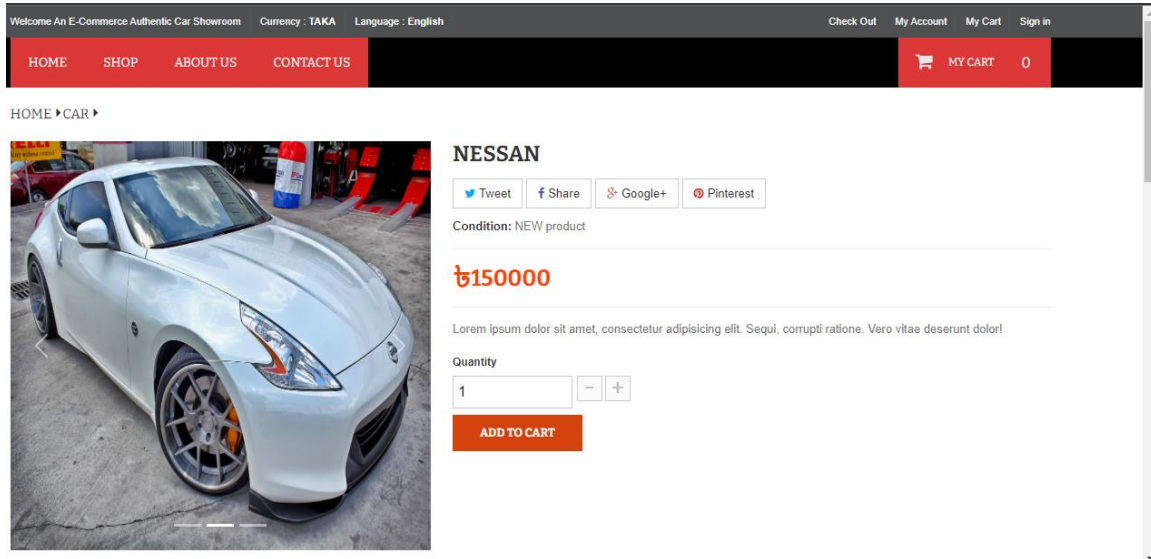 Welcome An E-Commerce Authentic Car Showroom Currency : TAKA Language : English Check Out My Account My Cart Sign in
HOME SHOP ABOUT US CONTACT US MY CART 0
HOME CAR
NESSAN
Tweet Share Google+ Pinterest
Condition: NEW product
৳150000
Lorem ipsum dolor sit amet, consectetur adipisicing elit. Sequi, corrupti ratione. Vero vitae deserunt dolor!
Quantity
1
- +
ADD TO CART